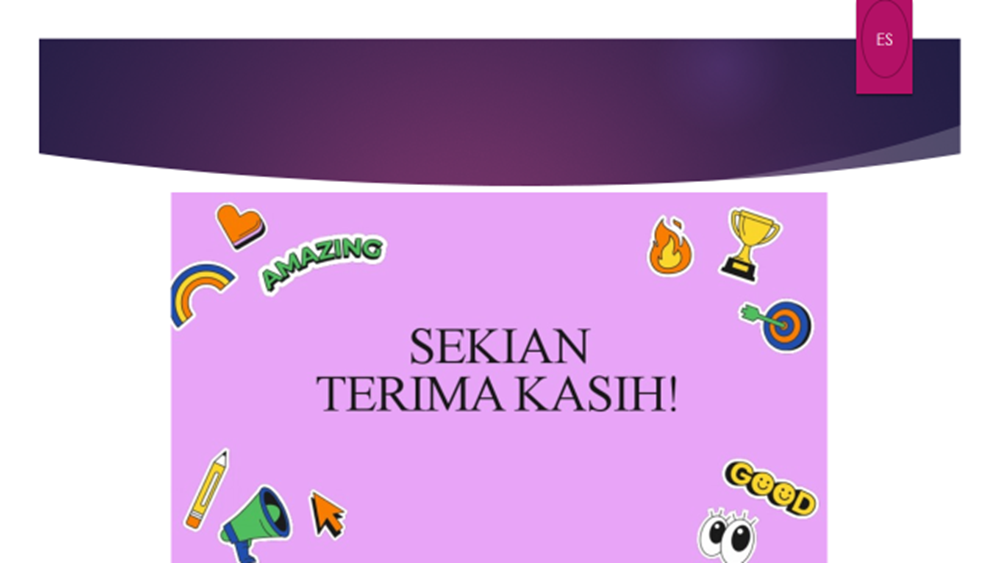 ES
AMAZING
SEKIAN
TERIMA KASIH!
GOOD